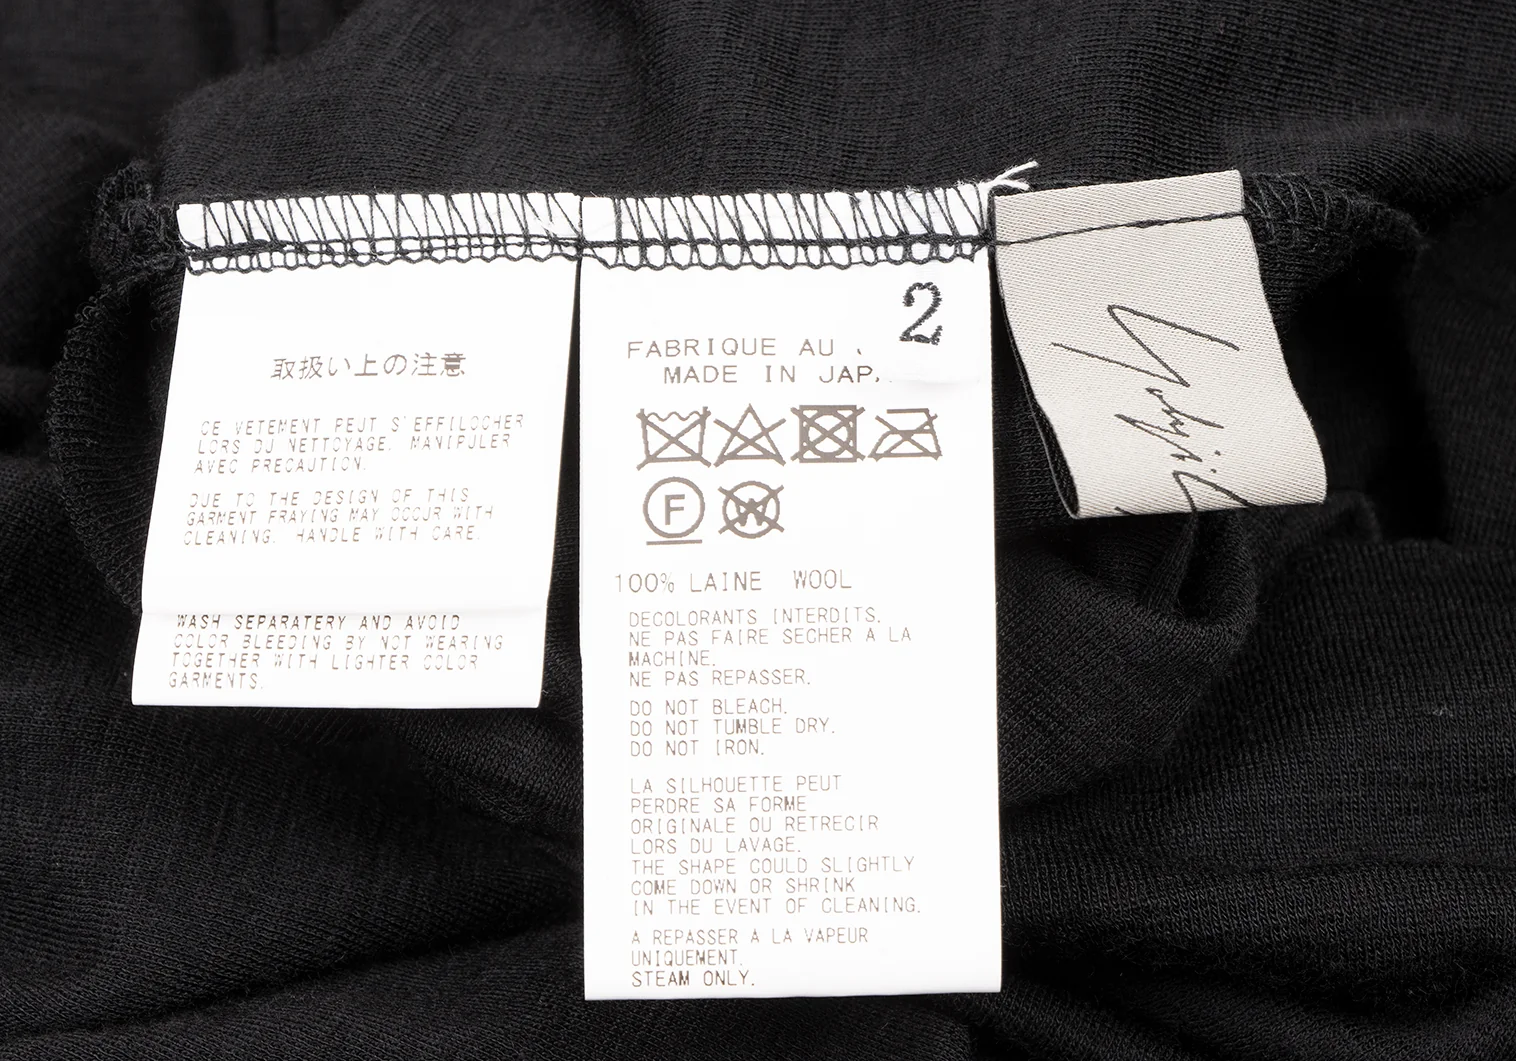 取扱い上の注意
CE VETEMENT PEUT S'EFFILOCHER
LORS DU NETTOYAGE. MANIPULER
AVEC PRECAUTION.
DUE TO THE DESIGN OF THIS
GARMENT FRAYING MAY OCCUR WITH
CLEANING. HANDLE WITH CARE.
WASH SEPARATERY AND AVOID
COLOR BLEEDING BY NOT WEARING
TOGETHER WITH LIGHTER COLOR
GARMENTS.
2
FABRIQUE AU
MADE IN JAP
F
W
100% LAINE WOOL
DECOLORANTS INTERDITS.
NE PAS FAIRE SECHER A LA
MACHINE.
NE PAS REPASSER.
DO NOT BLEACH.
DO NOT TUMBLE DRY.
DO NOT IRON.
LA SILHOUETTE PEUT
PERDRE SA FORME
ORIGINALE OU RETRECIR
LORS DU LAVAGE.
THE SHAPE COULD SLIGHTLY
COME DOWN OR SHRINK
IN THE EVENT OF CLEANING.
A REPASSER A LA VAPEUR
UNIQUEMENT.
STEAM ONLY.